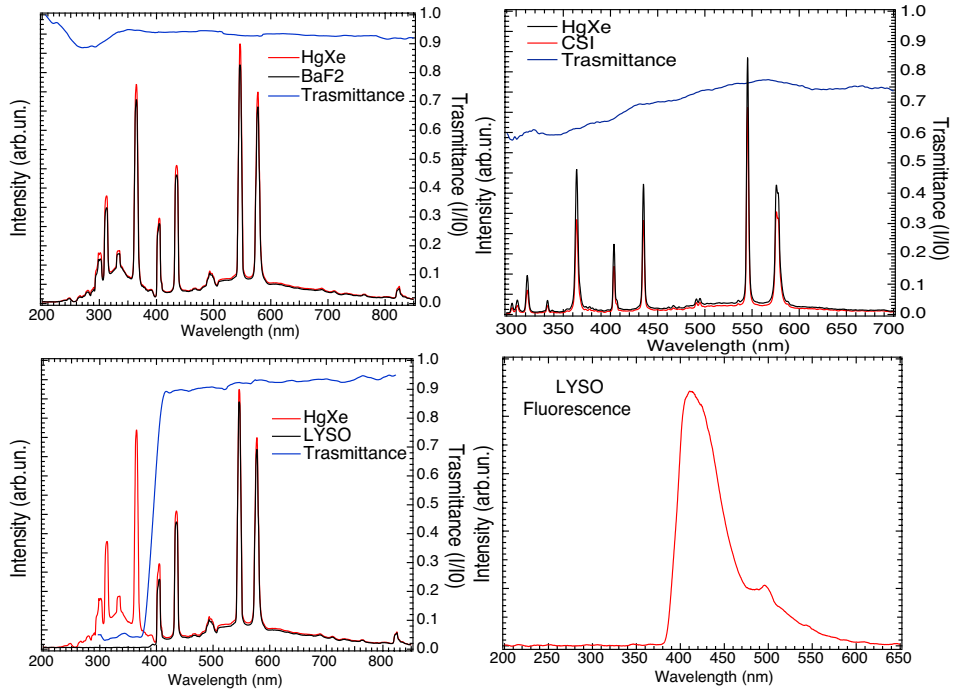 Intensity (arb.un.)
HgXe
BaF2
Trasmittance
1.0
0.9
0.8
0.7
0.6
0.5
0.4
0.3
0.2
0.1
0.0
Trasmittance (I/I0)
200 300 400 500 600 700 800
Wavelength (nm)
Intensity (arb.un.)
HgXe
CSI
Trasmittance
1.0
0.9
0.8
0.7
0.6
0.5
0.4
0.3
0.2
0.1
0.0
Trasmittance (I/I0)
300 350 400 450 500 550 600 650 700
Wavelength (nm)
Intensity (arb.un.)
HgXe
LYSO
Trasmittance
1.0
0.9
0.8
0.7
0.6
0.5
0.4
0.3
0.2
0.1
0.0
Trasmittance (I/I0)
200 300 400 500 600 700 800
Wavelength (nm)
Intensity (arb.un.)
LYSO
Fluorescence
200 250 300 350 400 450 500 550 600 650
Wavelength (nm)